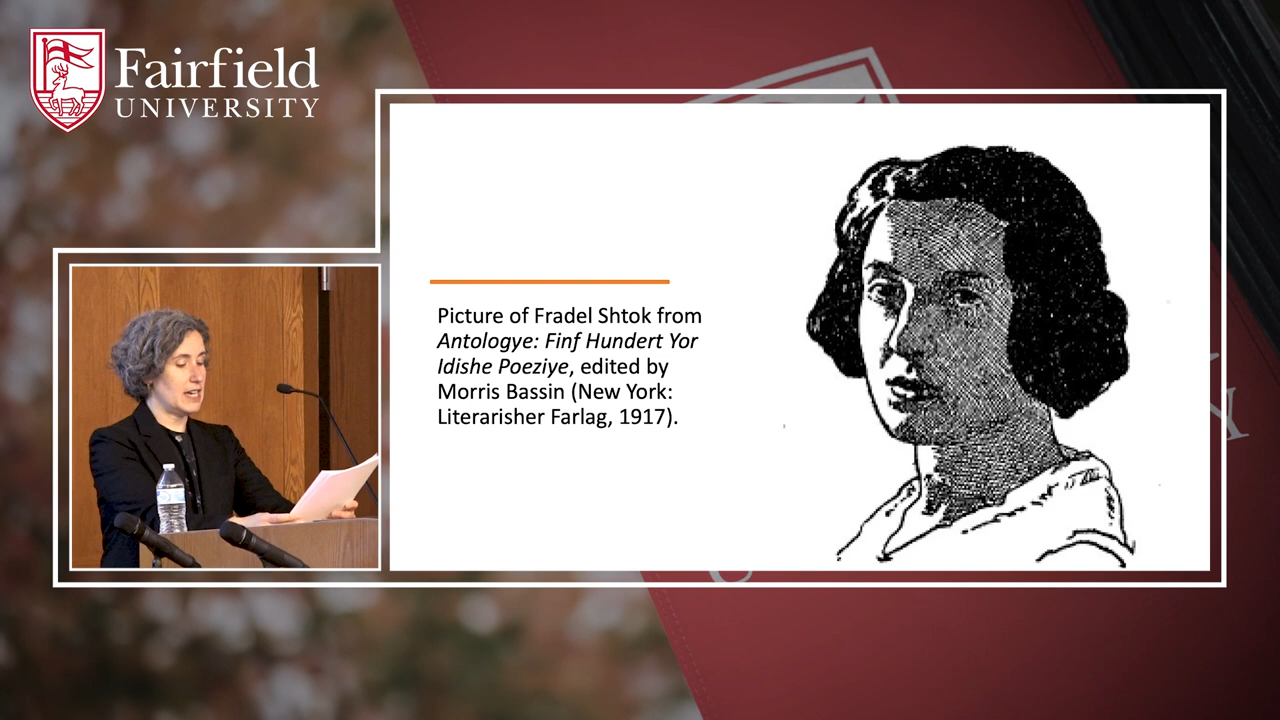 Fairfield
UNIVERSITY
Picture of Fradel Shtok from
Antologye: Finf Hundert Yor
Idishe Poeziye, edited by
Morris Bassin (New York:
Literarisher Farlag, 1917).